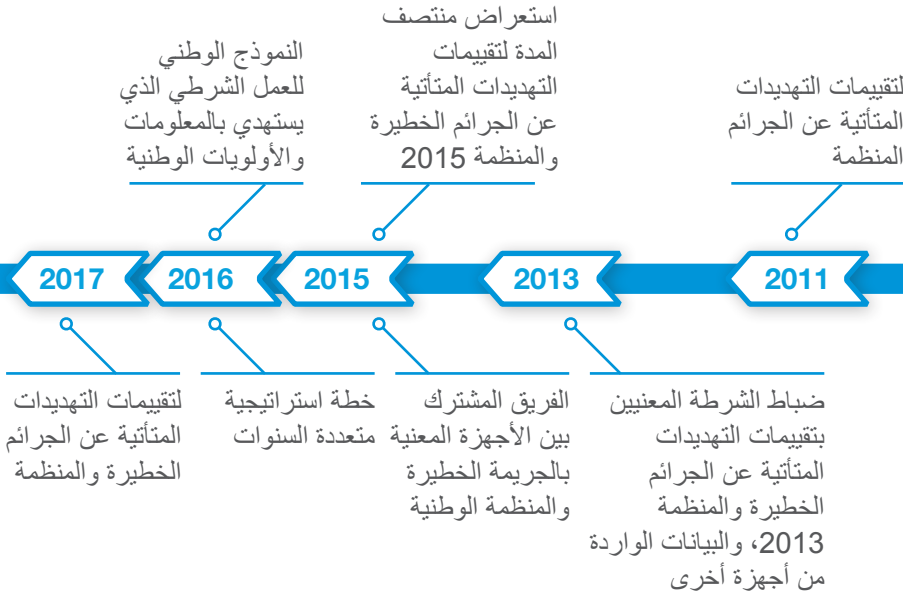 لتقييمات التهديدات
المتأتية عن الجرائم
المنظمة
استعراض منتصف
المدة لتقييمات
التهديدات المتأتية
عن الجرائم الخطيرة
والمنظمة 2015
النموذج الوطني
للعمل الشرطي الذي
يستهدي بالمعلومات
والأولويات الوطنية
2011
2013
2015
2016
2017
ضباط الشرطة المعنيين
بتقييمات التهديدات
المتأتية عن الجرائم
الخطيرة والمنظمة
2013، والبيانات الواردة
من أجهزة أخرى
الفريق المشترك
بين الأجهزة المعنية
بالجريمة الخطيرة
والمنظمة الوطنية
خطة استراتيجية
متعددة السنوات
لتقييمات التهديدات
المتأتية عن الجرائم
الخطيرة والمنظمة